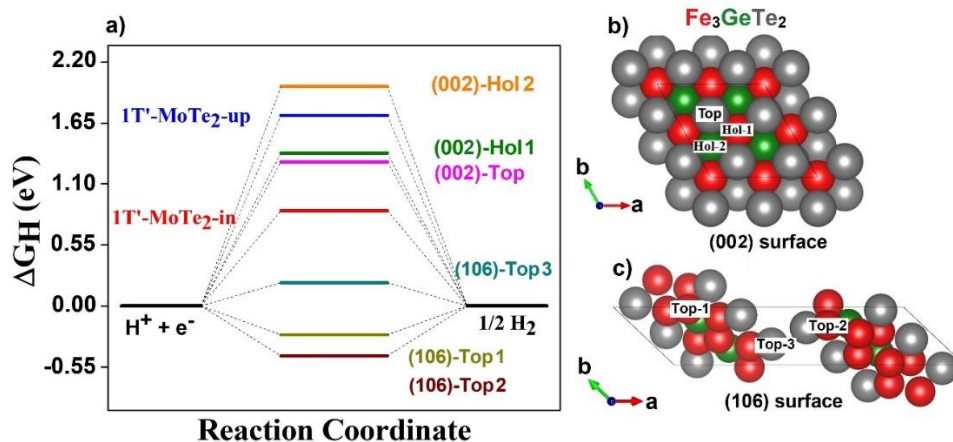 a)
ΔG_H (eV)
2.20
1.65
1.10
0.55
0.00
-0.55
(002)-Hol 2
1T'-MoTe₂-up
(002)-Hol 1
(002)-Top
1T'-MoTe₂-in
(106)-Top 3
H⁺ + e⁻
1/2 H₂
(106)-Top 1
(106)-Top 2
Reaction Coordinate
Fe₃GeTe₂
b)
Top
Hol-1
Hol-2
b
a
(002) surface
c)
Top-1
Top-2
Top-3
b
a
(106) surface